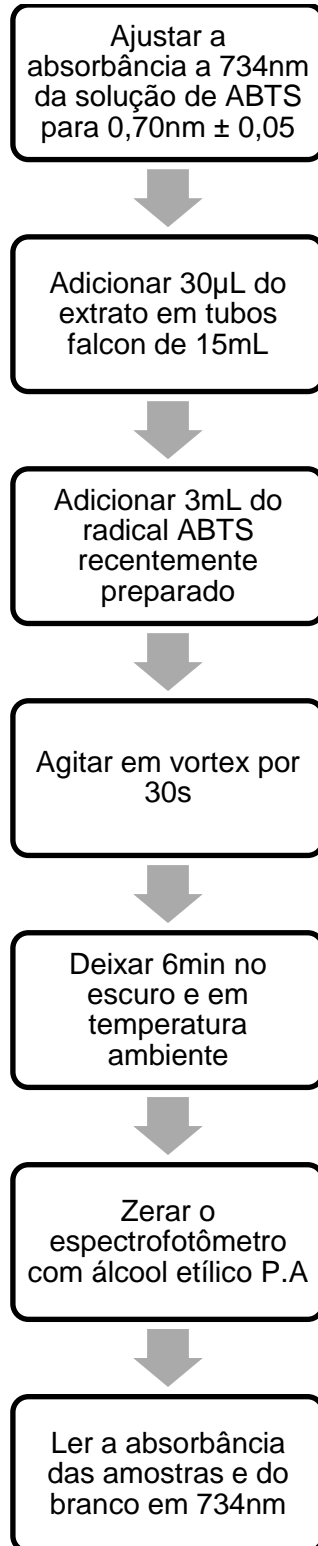 Ajustar a
absorbância a 734nm
da solução de ABTS
para 0,70nm ± 0,05
Adicionar 30µL do
extrato em tubos
falcon de 15mL
Adicionar 3mL do
radical ABTS
recentemente
preparado
Agitar em vortex por
30s
Deixar 6min no
escuro e em
temperatura
ambiente
Zerar o
espectrofotômetro
com álcool etílico P.A
Ler a absorbância
das amostras e do
branco em 734nm